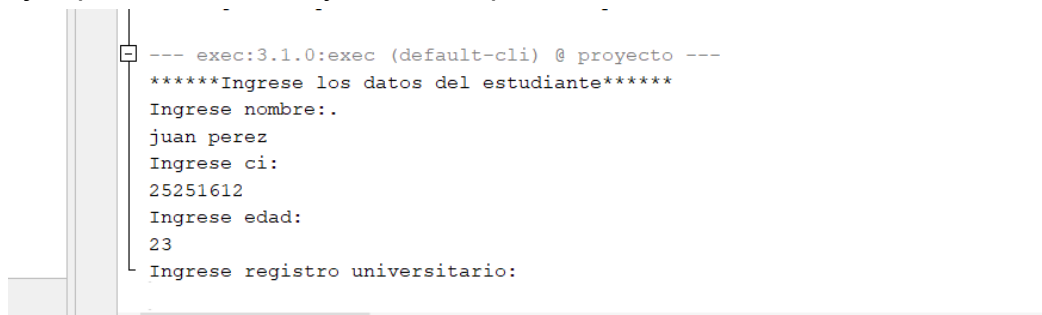 --- exec:3.1.0:exec (default-cli) @ proyecto ---
******Ingrese los datos del estudiante******
Ingrese nombre:.
juan perez
Ingrese ci:
25251612
Ingrese edad:
23
Ingrese registro universitario: